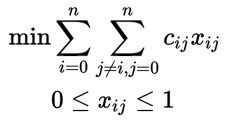 min ∑_{i=0}^{n} ∑_{j≠i,j=0}^{n} c_{ij}x_{ij}
0 ≤ x_{ij} ≤ 1